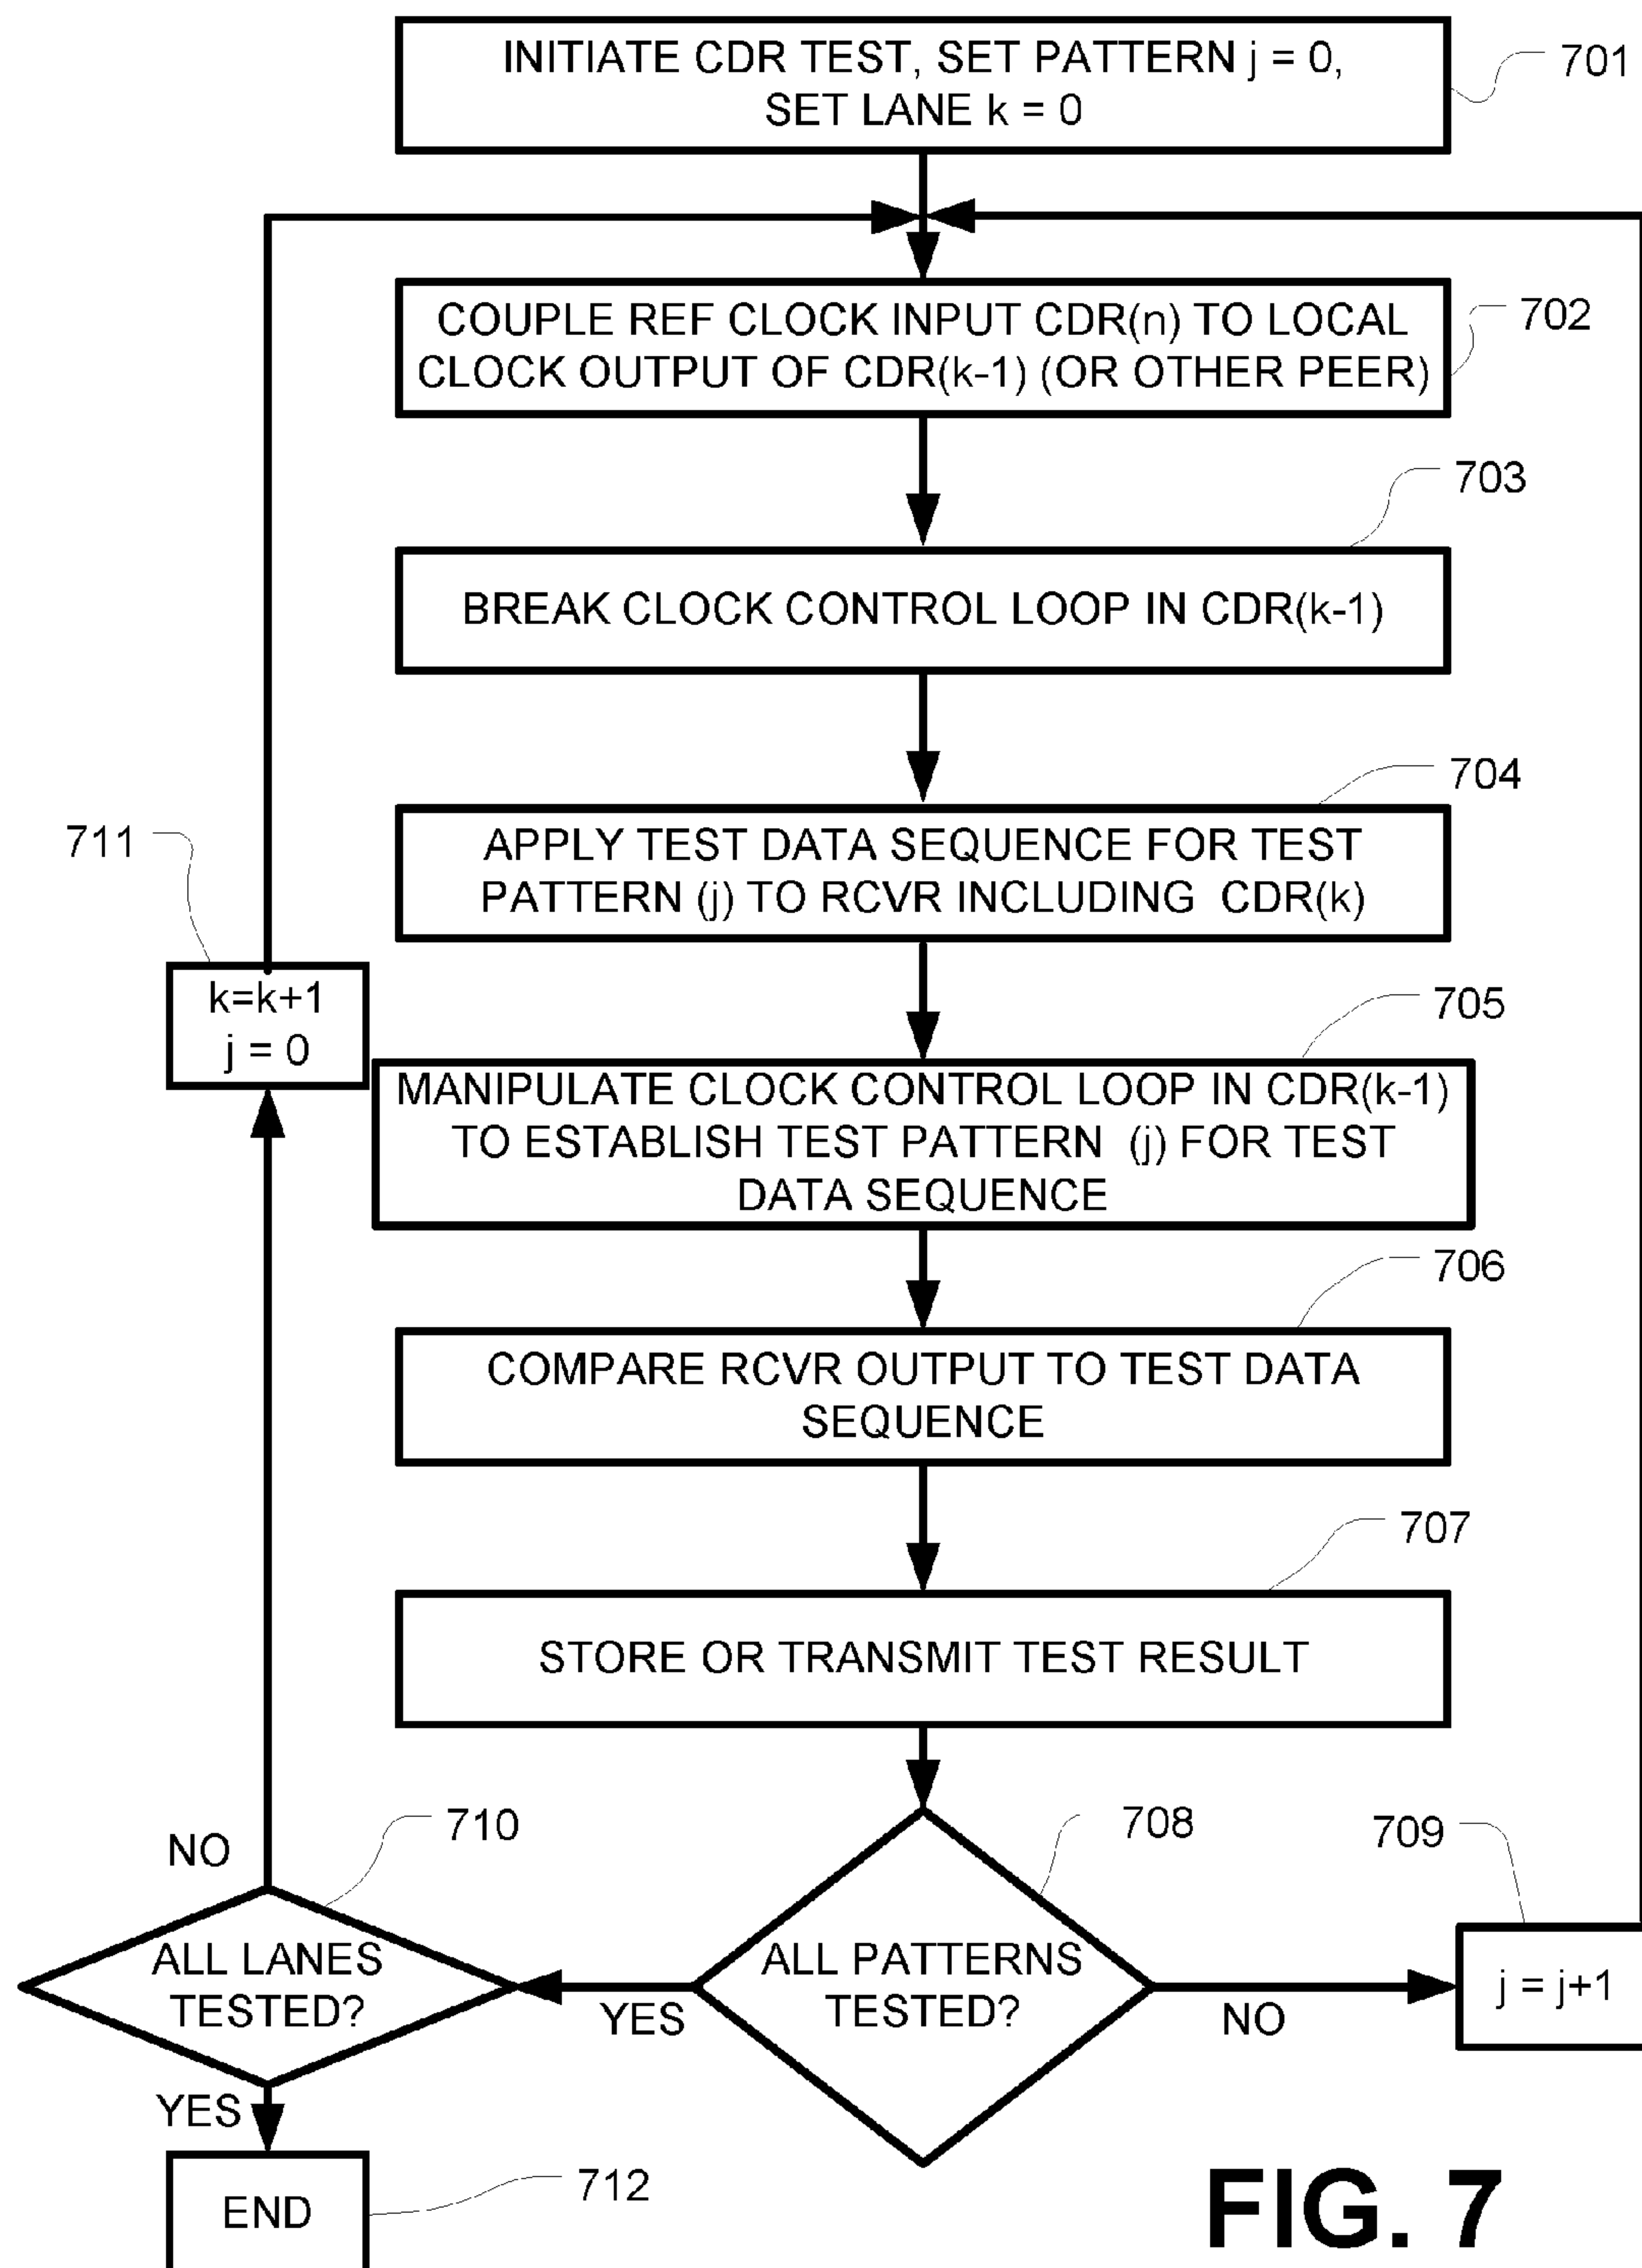 INITIATE CDR TEST, SET PATTERN j = 0,
SET LANE k = 0
701
COUPLE REF CLOCK INPUT CDR(n) TO LOCAL
CLOCK OUTPUT OF CDR(k-1) (OR OTHER PEER)
702
703
BREAK CLOCK CONTROL LOOP IN CDR(k-1)
704
APPLY TEST DATA SEQUENCE FOR TEST
PATTERN (j) TO RCVR INCLUDING CDR(k)
711
k=k+1
j = 0
705
MANIPULATE CLOCK CONTROL LOOP IN CDR(k-1)
TO ESTABLISH TEST PATTERN (j) FOR TEST
DATA SEQUENCE
706
COMPARE RCVR OUTPUT TO TEST DATA
SEQUENCE
707
STORE OR TRANSMIT TEST RESULT
708
ALL PATTERNS
TESTED?
NO
709
j = j+1
YES
710
ALL LANES
TESTED?
NO
YES
END
712
FIG. 7